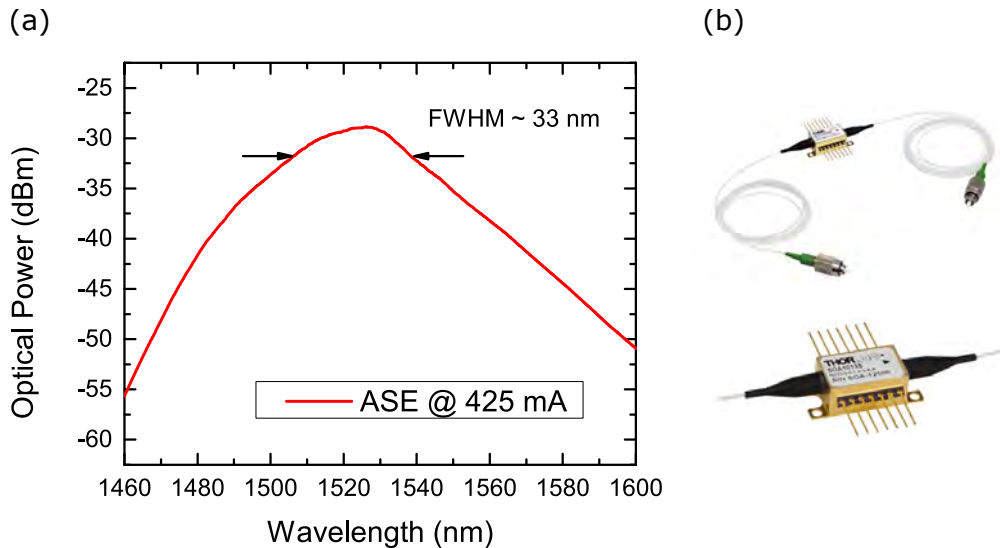 (a)
(b)
Optical Power (dBm)
-25
-30
-35
-40
-45
-50
-55
-60
FWHM ~ 33 nm
ASE @ 425 mA
1460 1480 1500 1520 1540 1560 1580 1600
Wavelength (nm)
THOR